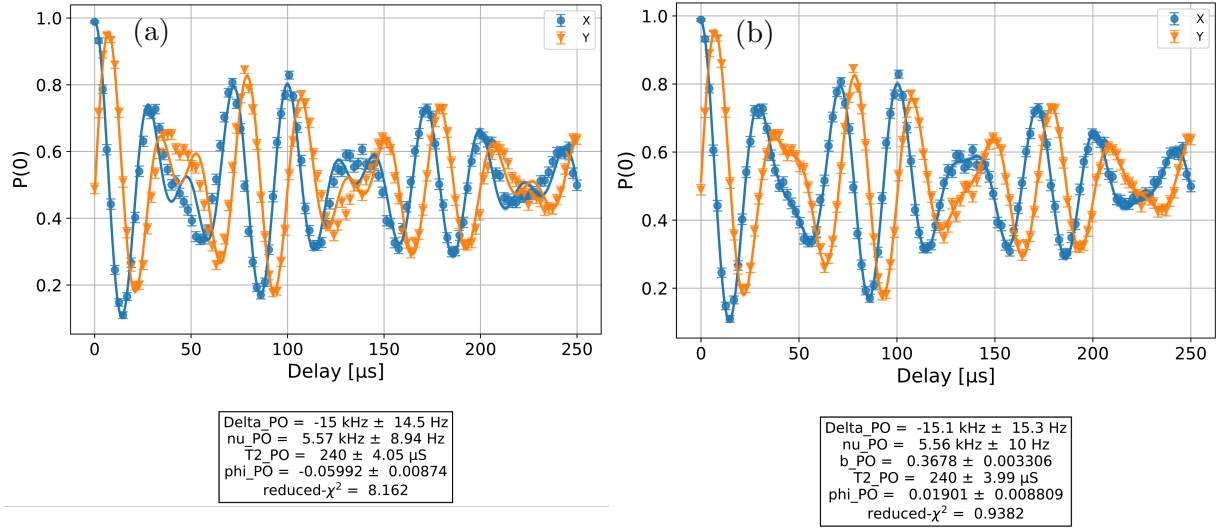 (a)
X
Y
1.0
0.8
0.6
0.4
0.2
P(0)
0
50
100
150
200
250
Delay [µs]
Delta_PO = -15 kHz ± 14.5 Hz
nu_PO = 5.57 kHz ± 8.94 Hz
T2_PO = 240 ± 4.05 µS
phi_PO = -0.05992 ± 0.00874
reduced-χ² = 8.162
(b)
X
Y
1.0
0.8
0.6
0.4
0.2
P(0)
0
50
100
150
200
250
Delay [µs]
Delta_PO = -15.1 kHz ± 15.3 Hz
nu_PO = 5.56 kHz ± 10 Hz
b_PO = 0.3678 ± 0.003306
T2_PO = 240 ± 3.99 µS
phi_PO = 0.01901 ± 0.008809
reduced-χ² = 0.9382